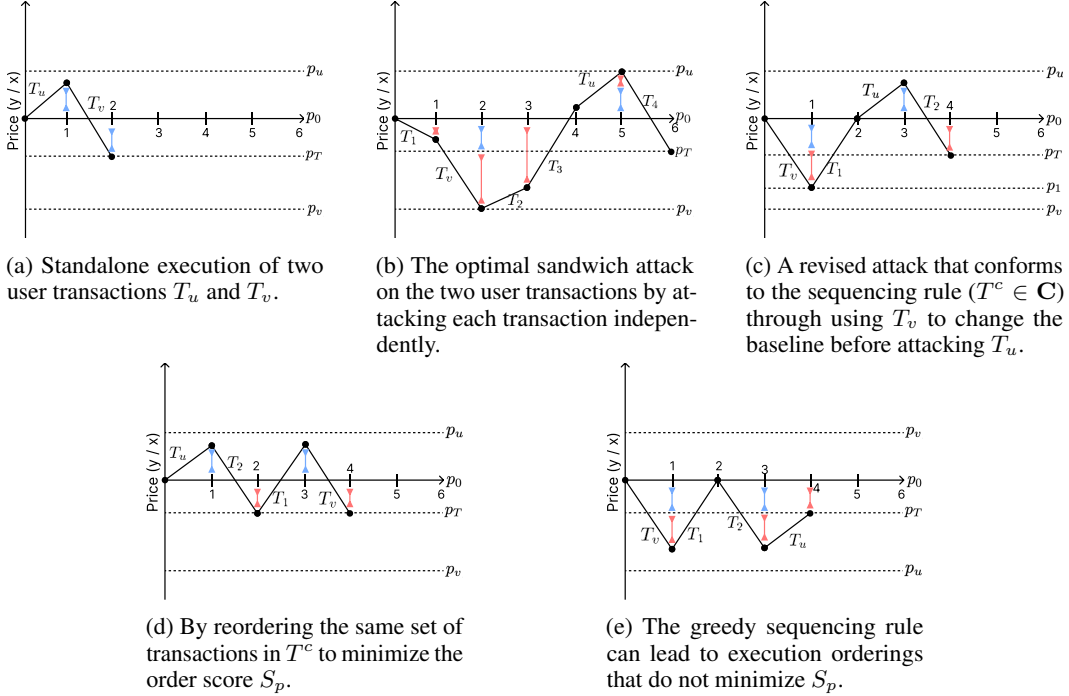 Price (y / x)
T_u
T_v
2
1
3
4
5
6
p_u
p_0
p_T
p_v
Price (y / x)
1
2
3
4
5
6
T_1
T_v
T_2
T_3
T_u
T_4
p_u
p_0
p_T
p_v
Price (y / x)
1
2
3
4
5
6
T_v
T_1
T_u
T_2
p_u
p_0
p_T
p_1
p_v
(a) Standalone execution of two
user transactions T_u and T_v.
(b) The optimal sandwich attack
on the two user transactions by at-
tacking each transaction indepen-
dently.
(c) A revised attack that conforms
to the sequencing rule (T^c ∈ C)
through using T_v to change the
baseline before attacking T_u.
Price (y / x)
T_u
T_2
T_1
T_v
1
2
3
4
5
6
p_u
p_0
p_T
p_v
Price (y / x)
1
2
3
4
5
6
T_v
T_1
T_2
T_u
p_v
p_0
p_T
p_u
(d) By reordering the same set of
transactions in T^c to minimize the
order score S_p.
(e) The greedy sequencing rule
can lead to execution orderings
that do not minimize S_p.